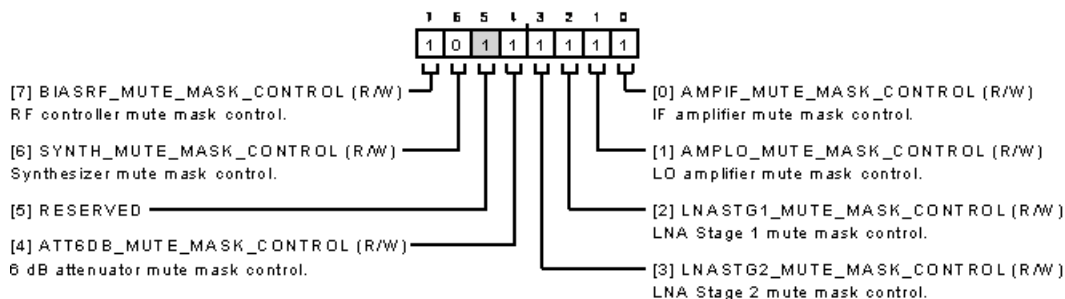 7 6 5 4 3 2 1 0
1 0 1 1 1 1 1 1
[7] BIASRF_MUTE_MASK_CONTROL (R/W)
RF controller mute mask control.
[6] SYNTH_MUTE_MASK_CONTROL (R/W)
Synthesizer mute mask control.
[5] RESERVED
[4] ATT6DB_MUTE_MASK_CONTROL (R/W)
6 dB attenuator mute mask control.
[0] AMPIF_MUTE_MASK_CONTROL (R/W)
IF amplifier mute mask control.
[1] AMPLO_MUTE_MASK_CONTROL (R/W)
LO amplifier mute mask control.
[2] LNASTG1_MUTE_MASK_CONTROL (R/W)
LNA Stage 1 mute mask control.
[3] LNASTG2_MUTE_MASK_CONTROL (R/W)
LNA Stage 2 mute mask control.